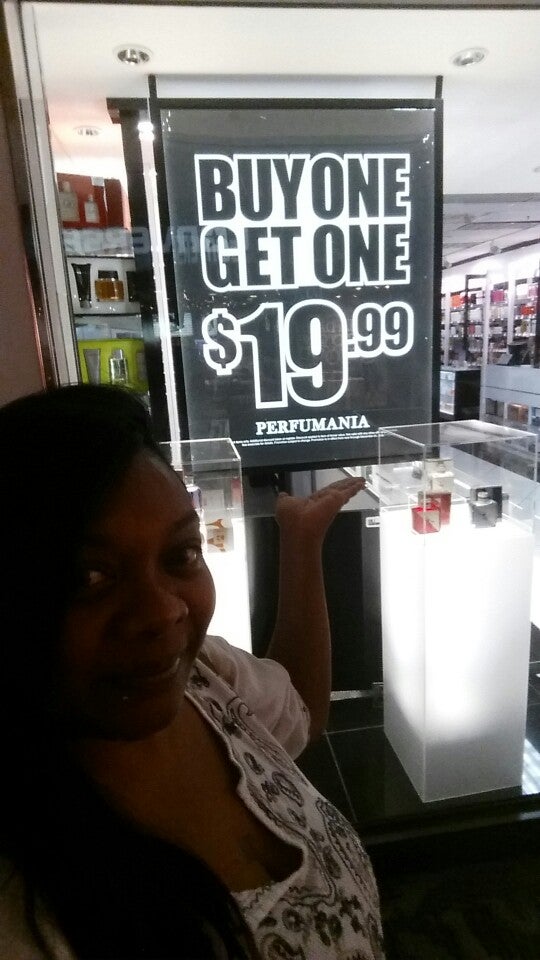 BUY ONE
GET ONE
$19.99
PERFUMANIA